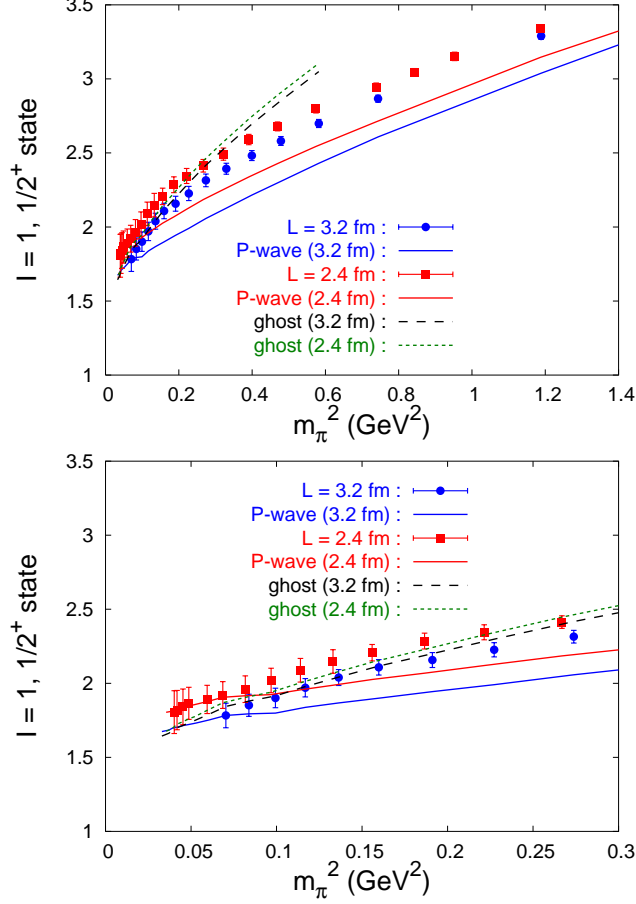 3.5
3
2.5
2
1.5
1
I = 1, 1/2+ state
L = 3.2 fm :
P-wave (3.2 fm) :
L = 2.4 fm :
P-wave (2.4 fm) :
ghost (3.2 fm) :
ghost (2.4 fm) :
0 0.2 0.4 0.6 0.8 1 1.2 1.4
mπ2 (GeV2)
3.5
3
2.5
2
1.5
1
I = 1, 1/2+ state
L = 3.2 fm :
P-wave (3.2 fm) :
L = 2.4 fm :
P-wave (2.4 fm) :
ghost (3.2 fm) :
ghost (2.4 fm) :
0 0.05 0.1 0.15 0.2 0.25 0.3
mπ2 (GeV2)